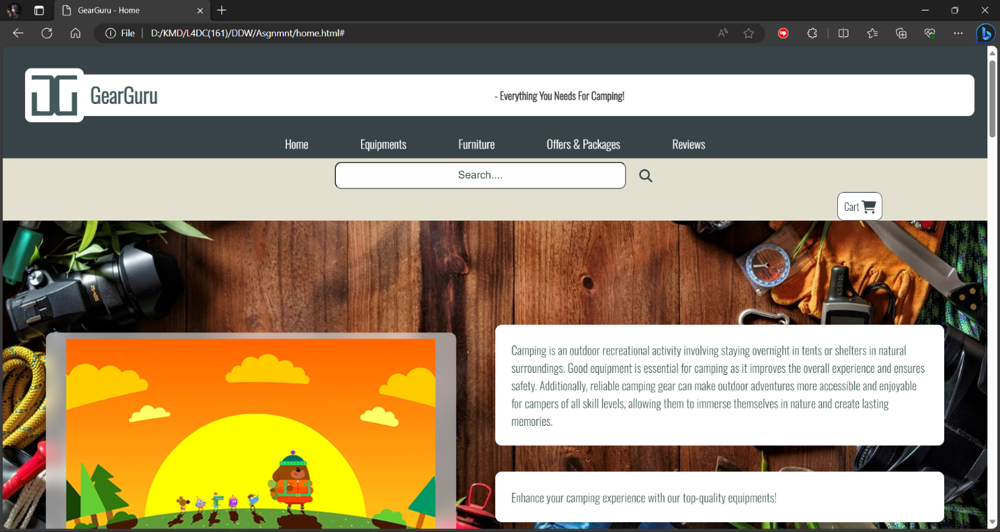 GearGuru - Home
File D:/KMD/L4DC(161)/DDW/Asgnmnt/home.html#
GearGuru
- Everything You Needs For Camping!
Home Equipments Furniture Offers & Packages Reviews
Search....
Cart
GPS
Camping is an outdoor recreational activity involving staying overnight in tents or shelters in natural
surroundings. Good equipment is essential for camping as it improves the overall experience and ensures
safety. Additionally, reliable camping gear can make outdoor adventures more accessible and enjoyable
for campers of all skill levels, allowing them to immerse themselves in nature and create lasting
memories.
Enhance your camping experience with our top-quality equipments!